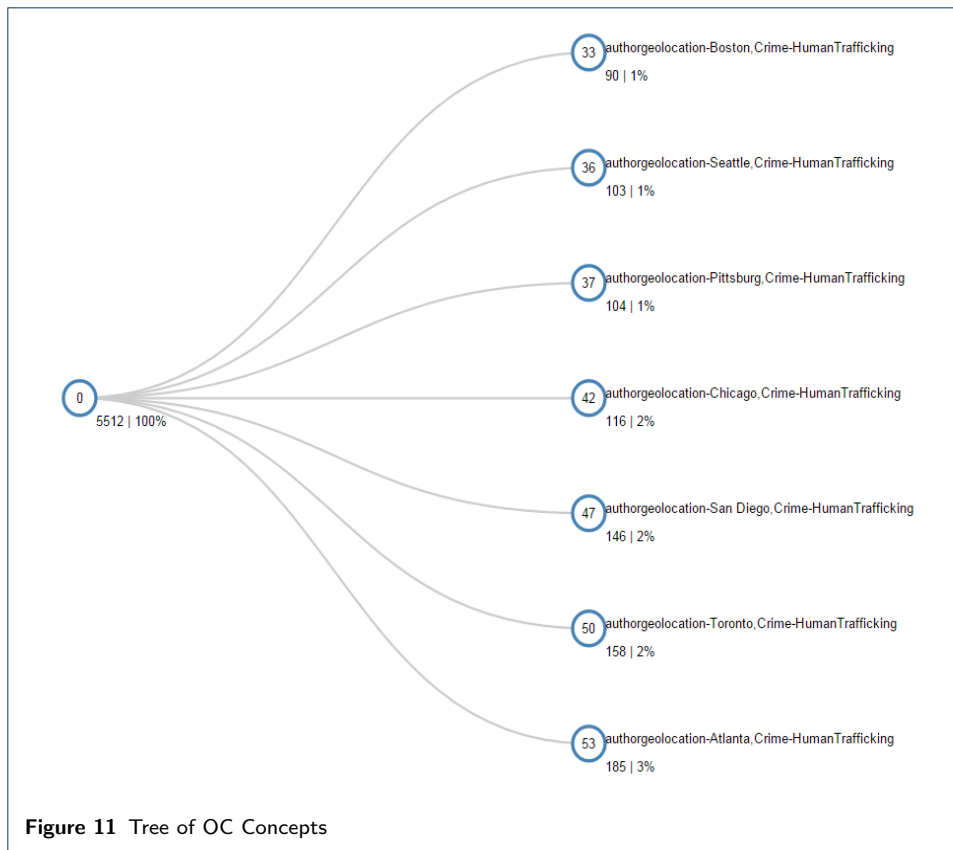 33 authorgeolocation-Boston,Crime-HumanTrafficking
90 | 1%
36 authorgeolocation-Seattle,Crime-HumanTrafficking
103 | 1%
37 authorgeolocation-Pittsburg,Crime-HumanTrafficking
104 | 1%
0
5512 | 100%
42 authorgeolocation-Chicago,Crime-HumanTrafficking
116 | 2%
47 authorgeolocation-San Diego,Crime-HumanTrafficking
146 | 2%
50 authorgeolocation-Toronto,Crime-HumanTrafficking
158 | 2%
53 authorgeolocation-Atlanta,Crime-HumanTrafficking
185 | 3%
Figure 11 Tree of OC Concepts